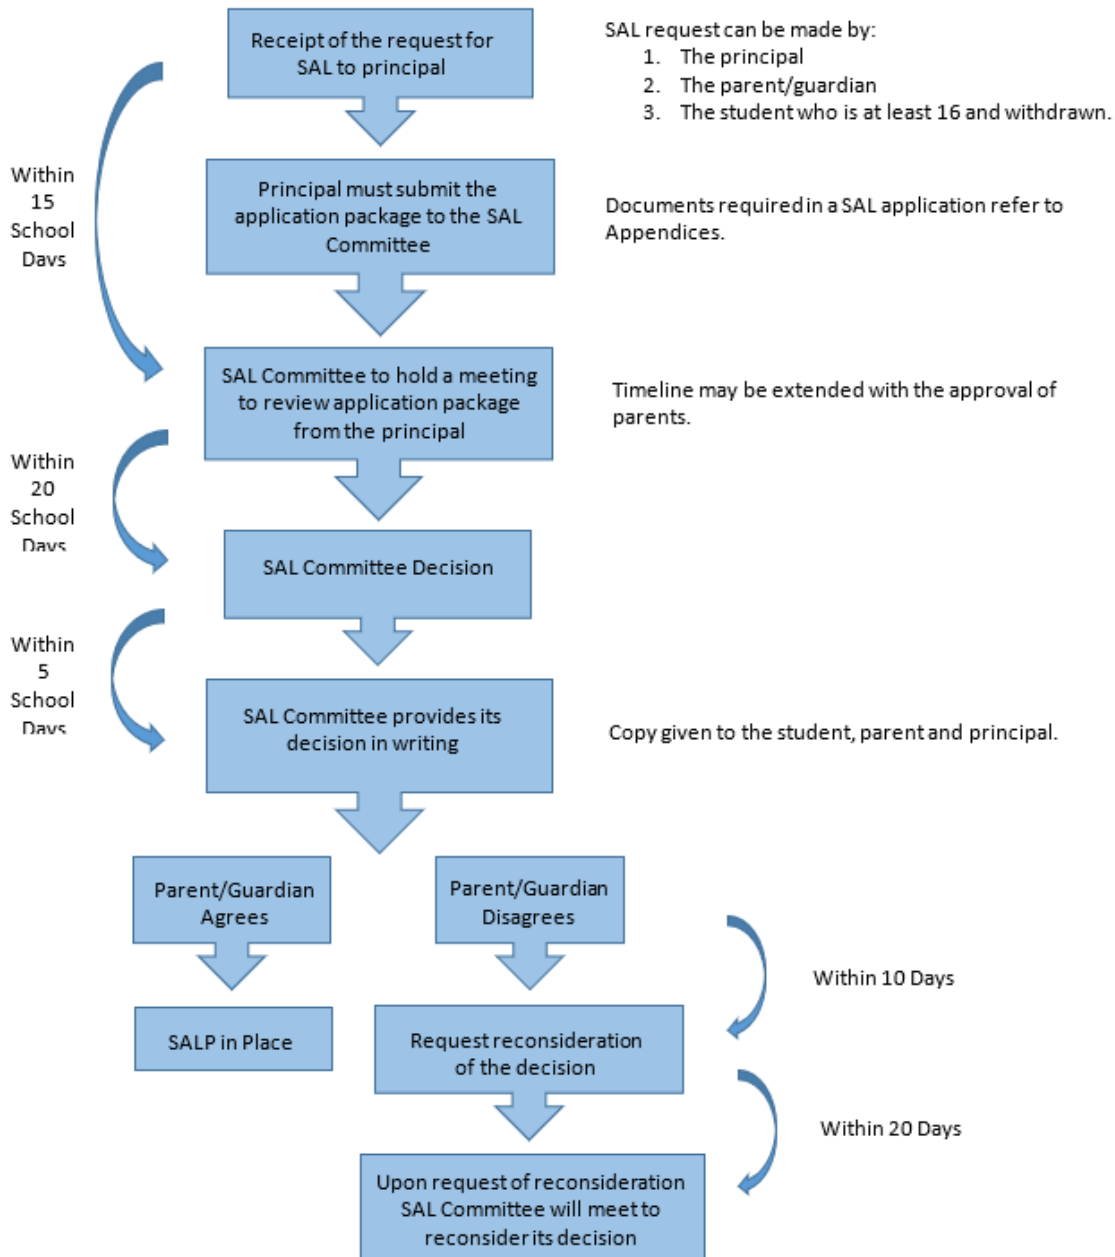 Receipt of the request for
SAL to principal
SAL request can be made by:
1. The principal
2. The parent/guardian
3. The student who is at least 16 and withdrawn.
Within
15
School
Days
Principal must submit the
application package to the SAL
Committee
Documents required in a SAL application refer to
Appendices.
SAL Committee to hold a meeting
to review application package
from the principal
Timeline may be extended with the approval of
parents.
Within
20
School
Days
SAL Committee Decision
Within
5
School
Days
SAL Committee provides its
decision in writing
Copy given to the student, parent and principal.
Parent/Guardian
Agrees
Parent/Guardian
Disagrees
Within 10 Days
SALP in Place
Request reconsideration
of the decision
Within 20 Days
Upon request of reconsideration
SAL Committee will meet to
reconsider its decision